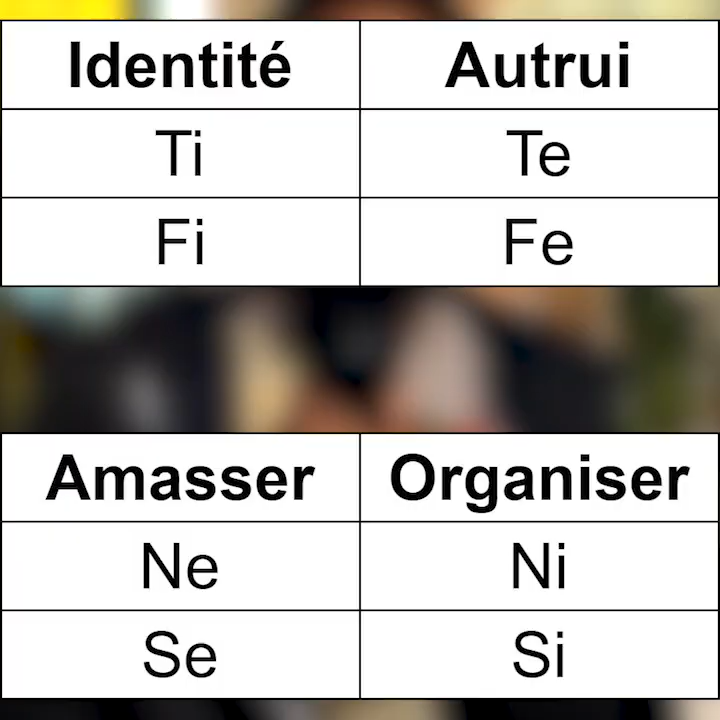 Identité Autrui
Ti Te
Fi Fe
Amasser Organiser
Ne Ni
Se Si